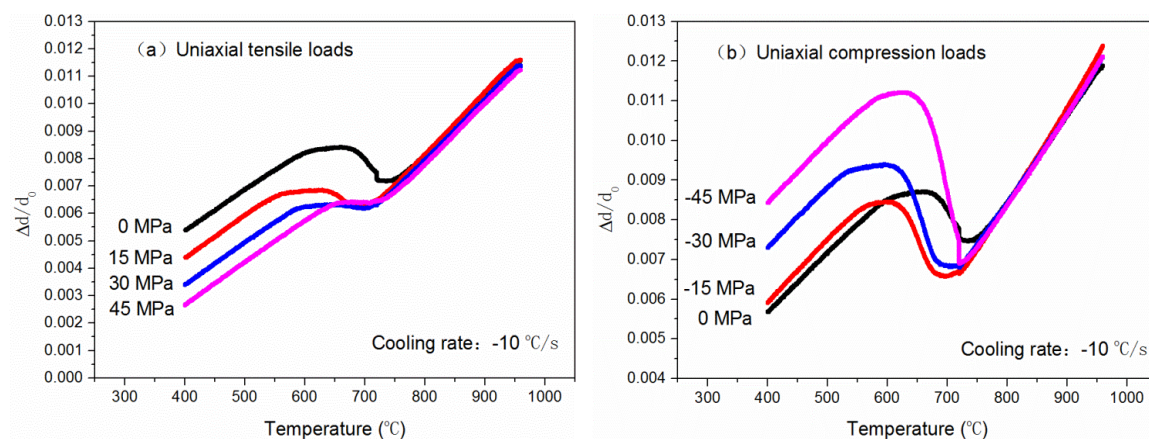 (a) Uniaxial tensile loads
0.013
0.012
0.011
0.010
0.009
0.008
0.007
0.006
0.005
0.004
0.003
0.002
0.001
0.000
Δd/d0
0 MPa
15 MPa
30 MPa
45 MPa
Cooling rate: -10 ℃/s
300 400 500 600 700 800 900 1000
Temperature (℃)
(b) Uniaxial compression loads
0.013
0.012
0.011
0.010
0.009
0.008
0.007
0.006
0.005
0.004
Δd/d0
-45 MPa
-30 MPa
-15 MPa
0 MPa
Cooling rate: -10 ℃/s
300 400 500 600 700 800 900 1000
Temperature (℃)